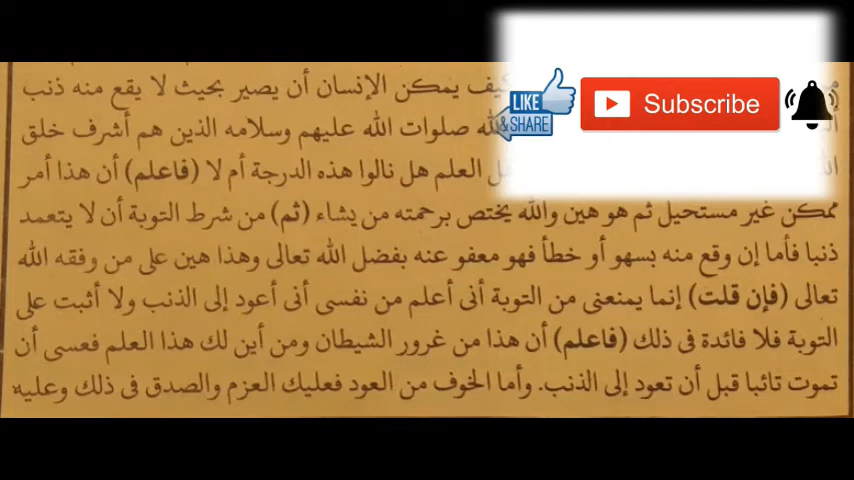 يف يمكن الإنسان أن يصير بحيث لا يقع منه ذنب
الله صلوات الله عليهم وسلامه الذين هم أشرف خلق
العلم هل نالوا هذه الدرجة أم لا (فاعلم) أن هذا أمر
ممكن غير مستحيل ثم هو هين والله يختص برحمته من يشاء (ثم) من شرط التوبة أن لا يتعمد
ذنبا فأما إن وقع منه بسهو أو خطأ فهو معفو عنه بفضل الله تعالى وهذا هين على من وفقه الله
تعالى (فإن قلت) إنما يمنعنى من التوبة أنى أعلم من نفسى أنى أعود إلى الذنب ولا أثبت على
التوبة فلا فائدة فى ذلك (فاعلم) أن هذا من غرور الشيطان ومن أين لك هذا العلم فعسى أن
تموت تائبا قبل أن تعود إلى الذنب. وأما الخوف من العود فعليك العزم والصدق فى ذلك وعليه
LIKE
& SHARE
Subscribe